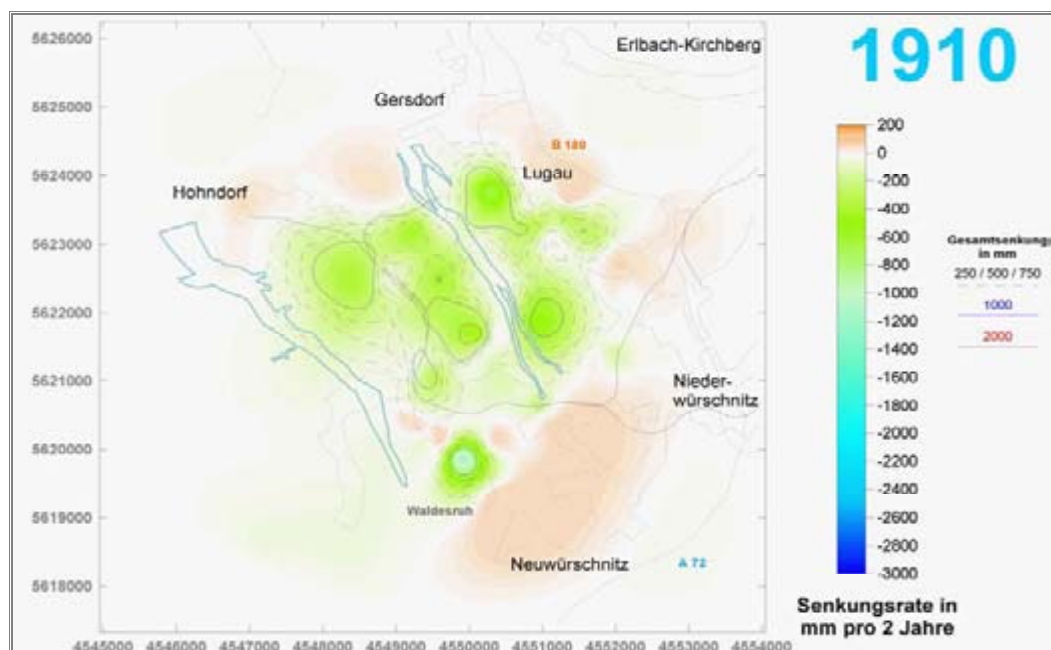 1910
5626000
5625000
5624000
5623000
5622000
5621000
5620000
5619000
5618000
Erlbach-Kirchberg
Gersdorf
B 180
Lugau
Hohndorf
Nieder-
würschnitz
Waldesruh
Neuwürschnitz
A 72
4545000 4546000 4547000 4548000 4549000 4550000 4551000 4552000 4553000 4554000
200
0
-200
-400
-600
-800
-1000
-1200
-1400
-1600
-1800
-2000
-2200
-2400
-2600
-2800
-3000
Senkungsrate in
mm pro 2 Jahre
Gesamtsenkungs
in mm
250 / 500 / 750
1000
2000